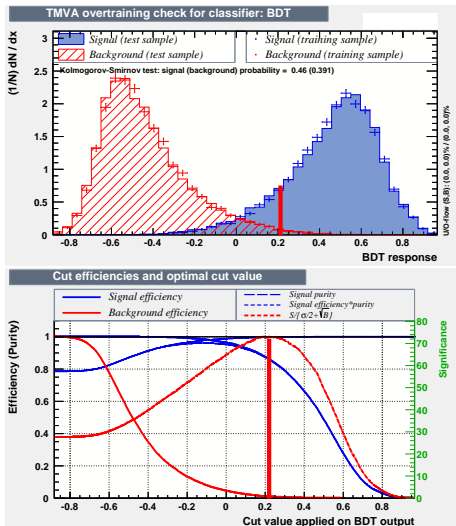 TMVA overtraining check for classifier: BDT
Signal (test sample)
Background (test sample)
Signal (training sample)
Background (training sample)
Kolmogorov-Smirnov test: signal (background) probability = 0.46 (0.391)
(1/N) dN / dx
3
2.5
2
1.5
1
0.5
0
-0.8 -0.6 -0.4 -0.2 0 0.2 0.4 0.6 0.8
BDT response
U/O-flow (S,B): (0.0, 0.0)% / (0.0, 0.0)%
Cut efficiencies and optimal cut value
Signal efficiency
Background efficiency
Signal purity
Signal efficiency*purity
S/[σ/2+√B]
Efficiency (Purity)
1
0.8
0.6
0.4
0.2
0
80
70
60
50
40
30
20
10
0
Significance
-0.8 -0.6 -0.4 -0.2 0 0.2 0.4 0.6 0.8
Cut value applied on BDT output